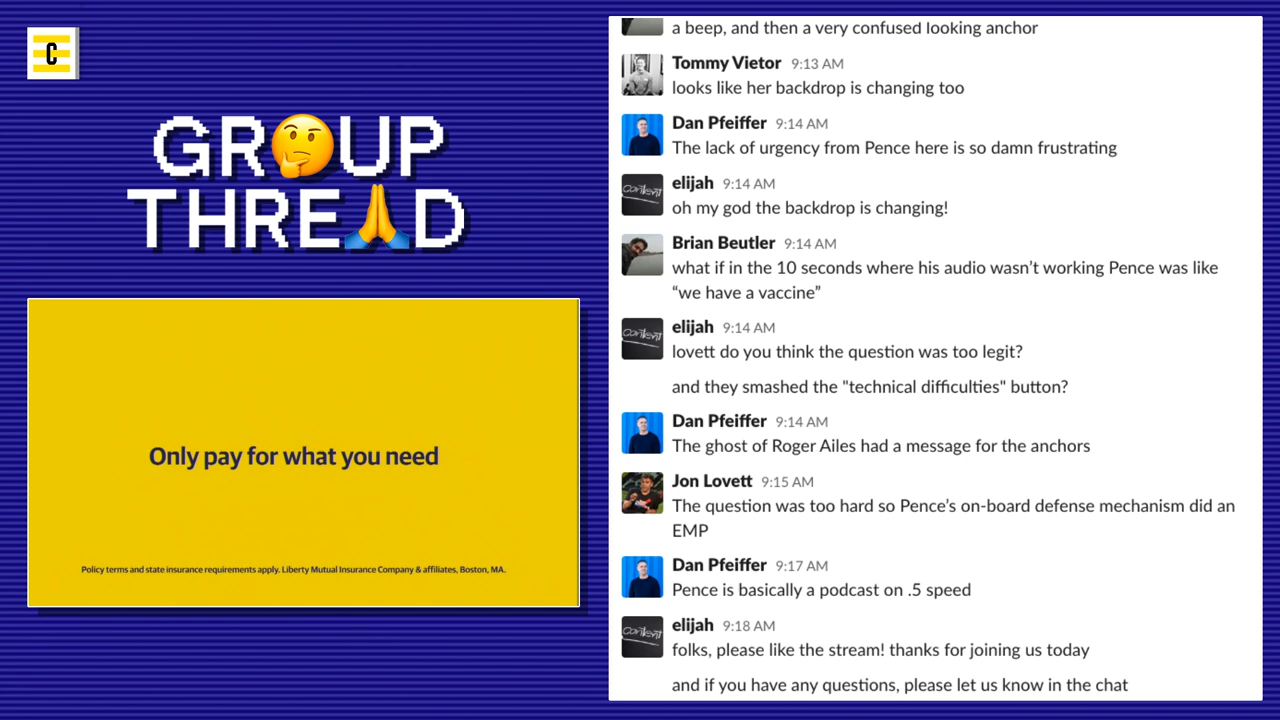 C
GR🤔UP
THRE🙏D
Only pay for what you need
Policy terms and state insurance requirements apply. Liberty Mutual Insurance Company & affiliates, Boston, MA.
a beep, and then a very confused looking anchor
Tommy Vietor 9:13 AM
looks like her backdrop is changing too
Dan Pfeiffer 9:14 AM
The lack of urgency from Pence here is so damn frustrating
content
elijah 9:14 AM
oh my god the backdrop is changing!
Brian Beutler 9:14 AM
what if in the 10 seconds where his audio wasn’t working Pence was like
“we have a vaccine”
content
elijah 9:14 AM
lovett do you think the question was too legit?
and they smashed the "technical difficulties" button?
Dan Pfeiffer 9:14 AM
The ghost of Roger Ailes had a message for the anchors
Jon Lovett 9:15 AM
The question was too hard so Pence’s on-board defense mechanism did an
EMP
Dan Pfeiffer 9:17 AM
Pence is basically a podcast on .5 speed
content
elijah 9:18 AM
folks, please like the stream! thanks for joining us today
and if you have any questions, please let us know in the chat